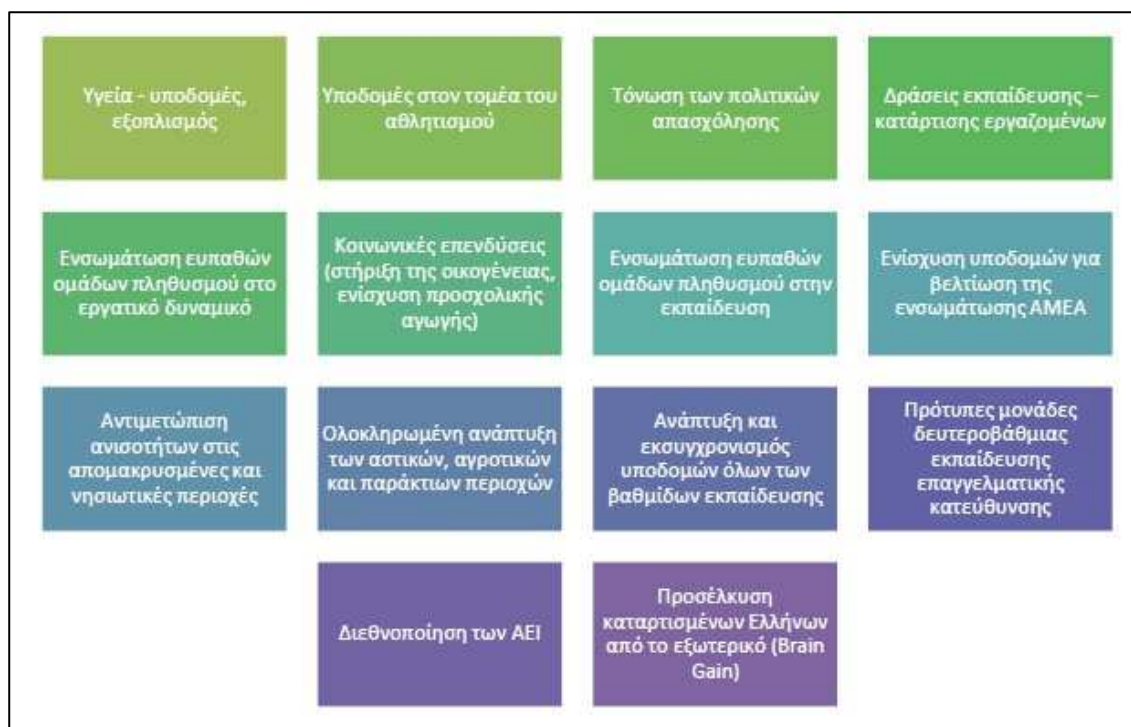 Υγεία - υποδομές,
εξοπλισμός
Υποδομές στον τομέα του
αθλητισμού
Τόνωση των πολιτικών
απασχόλησης
Δράσεις εκπαίδευσης –
κατάρτισης εργαζομένων
Ενσωμάτωση ευπαθών
ομάδων πληθυσμού στο
εργατικό δυναμικό
Κοινωνικές επενδύσεις
(στήριξη της οικογένειας,
ενίσχυση προσχολικής
αγωγής)
Ενσωμάτωση ευπαθών
ομάδων πληθυσμού στην
εκπαίδευση
Ενίσχυση υποδομών για
βελτίωση της
ενσωμάτωσης ΑΜΕΑ
Αντιμετώπιση
ανισοτήτων στις
απομακρυσμένες και
νησιωτικές περιοχές
Ολοκληρωμένη ανάπτυξη
των αστικών, αγροτικών
και παράκτιων περιοχών
Ανάπτυξη και
εκσυγχρονισμός
υποδομών όλων των
βαθμίδων εκπαίδευσης
Πρότυπες μονάδες
δευτεροβάθμιας
εκπαίδευσης
επαγγελματικής
κατεύθυνσης
Διεθνοποίηση των ΑΕΙ
Προσέλκυση
καταρτισμένων Ελλήνων
από το εξωτερικό (Brain
Gain)